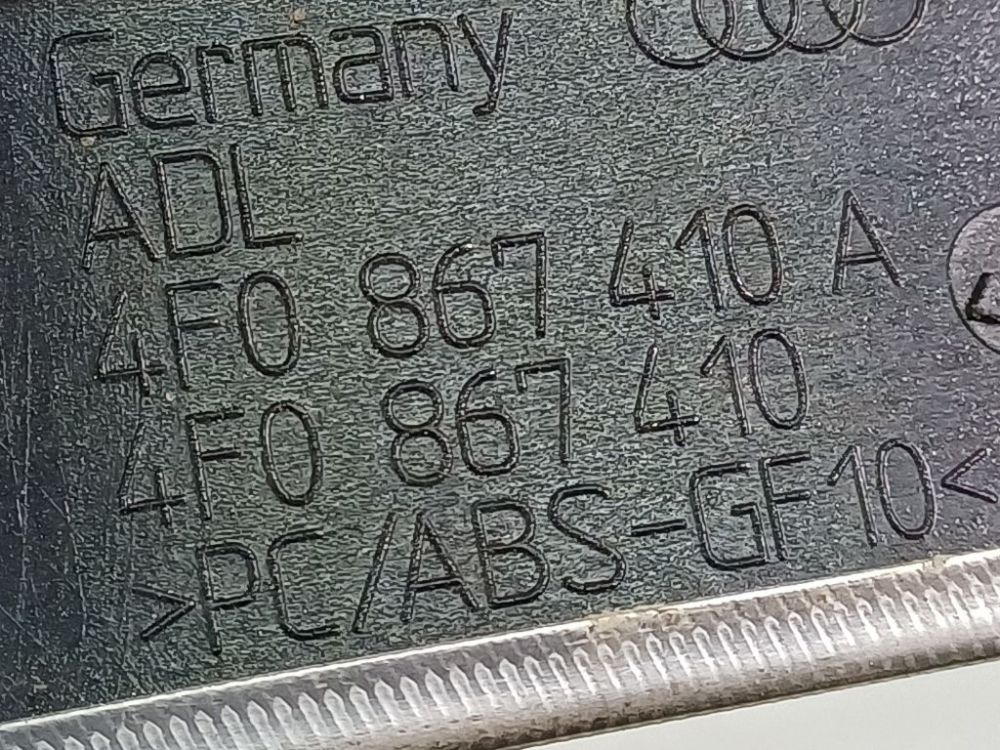 Germany
ADL
4F0 867 410 A
4F0 867 410
>PC/ABS-GF10<